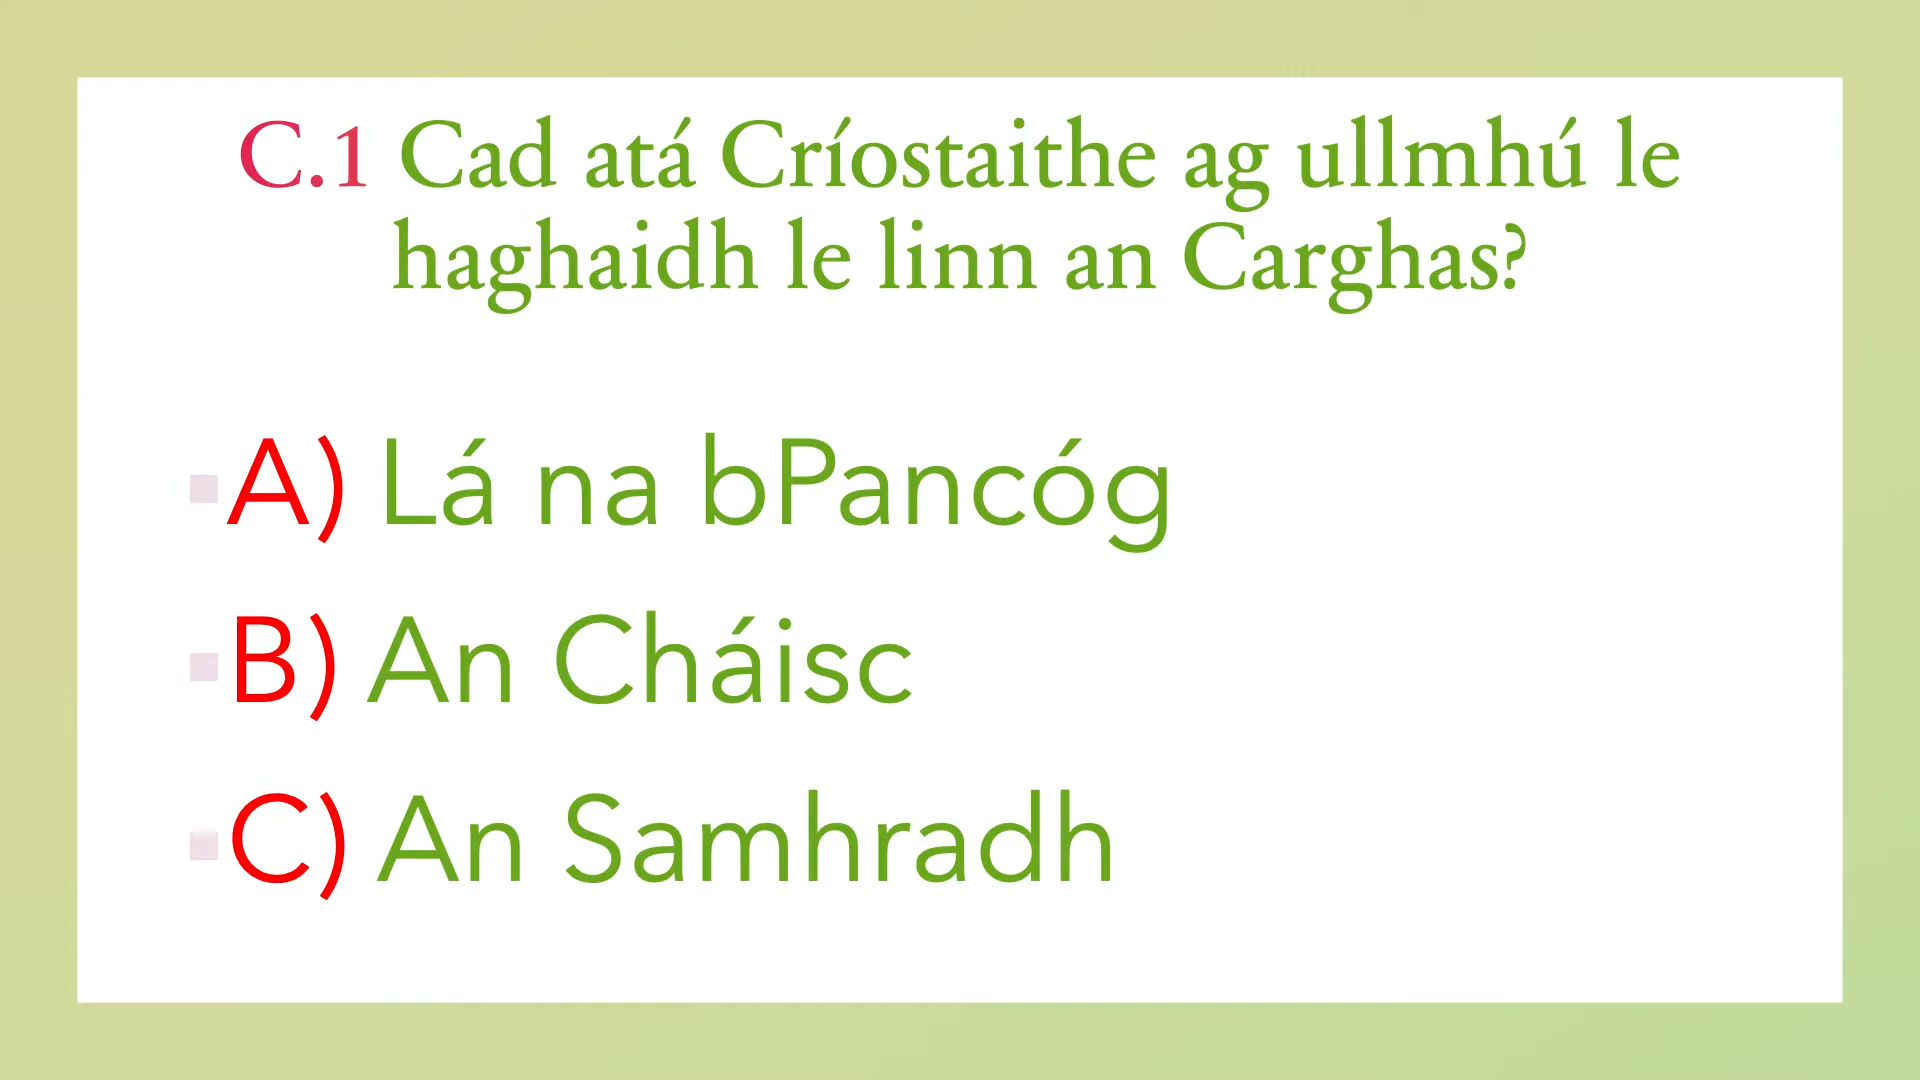 C.1 Cad atá Críostaithe ag ullmhú le
haghaidh le linn an Carghas?
A) Lá na bPancóg
B) An Cháisc
C) An Samhradh